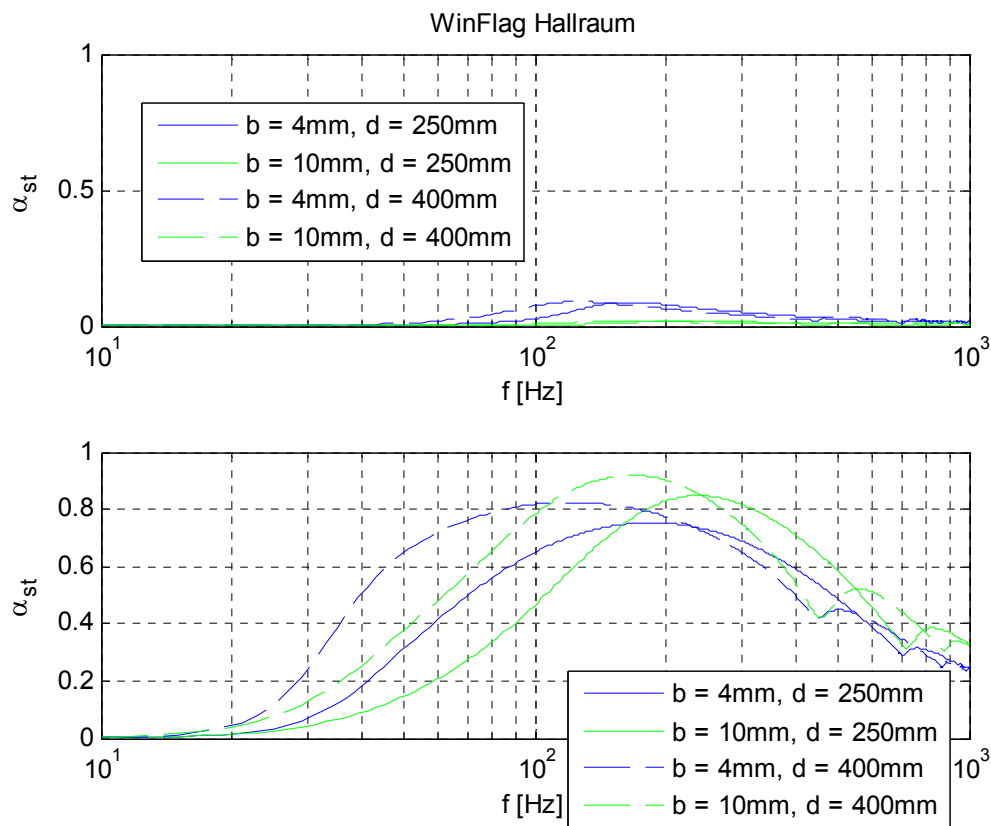 WinFlag Hallraum
1
0.5
0
α_st
b = 4mm, d = 250mm
b = 10mm, d = 250mm
b = 4mm, d = 400mm
b = 10mm, d = 400mm
10^1
10^2
10^3
f [Hz]
1
0.8
0.6
0.4
0.2
0
α_st
10^1
10^2
10^3
f [Hz]
b = 4mm, d = 250mm
b = 10mm, d = 250mm
b = 4mm, d = 400mm
b = 10mm, d = 400mm